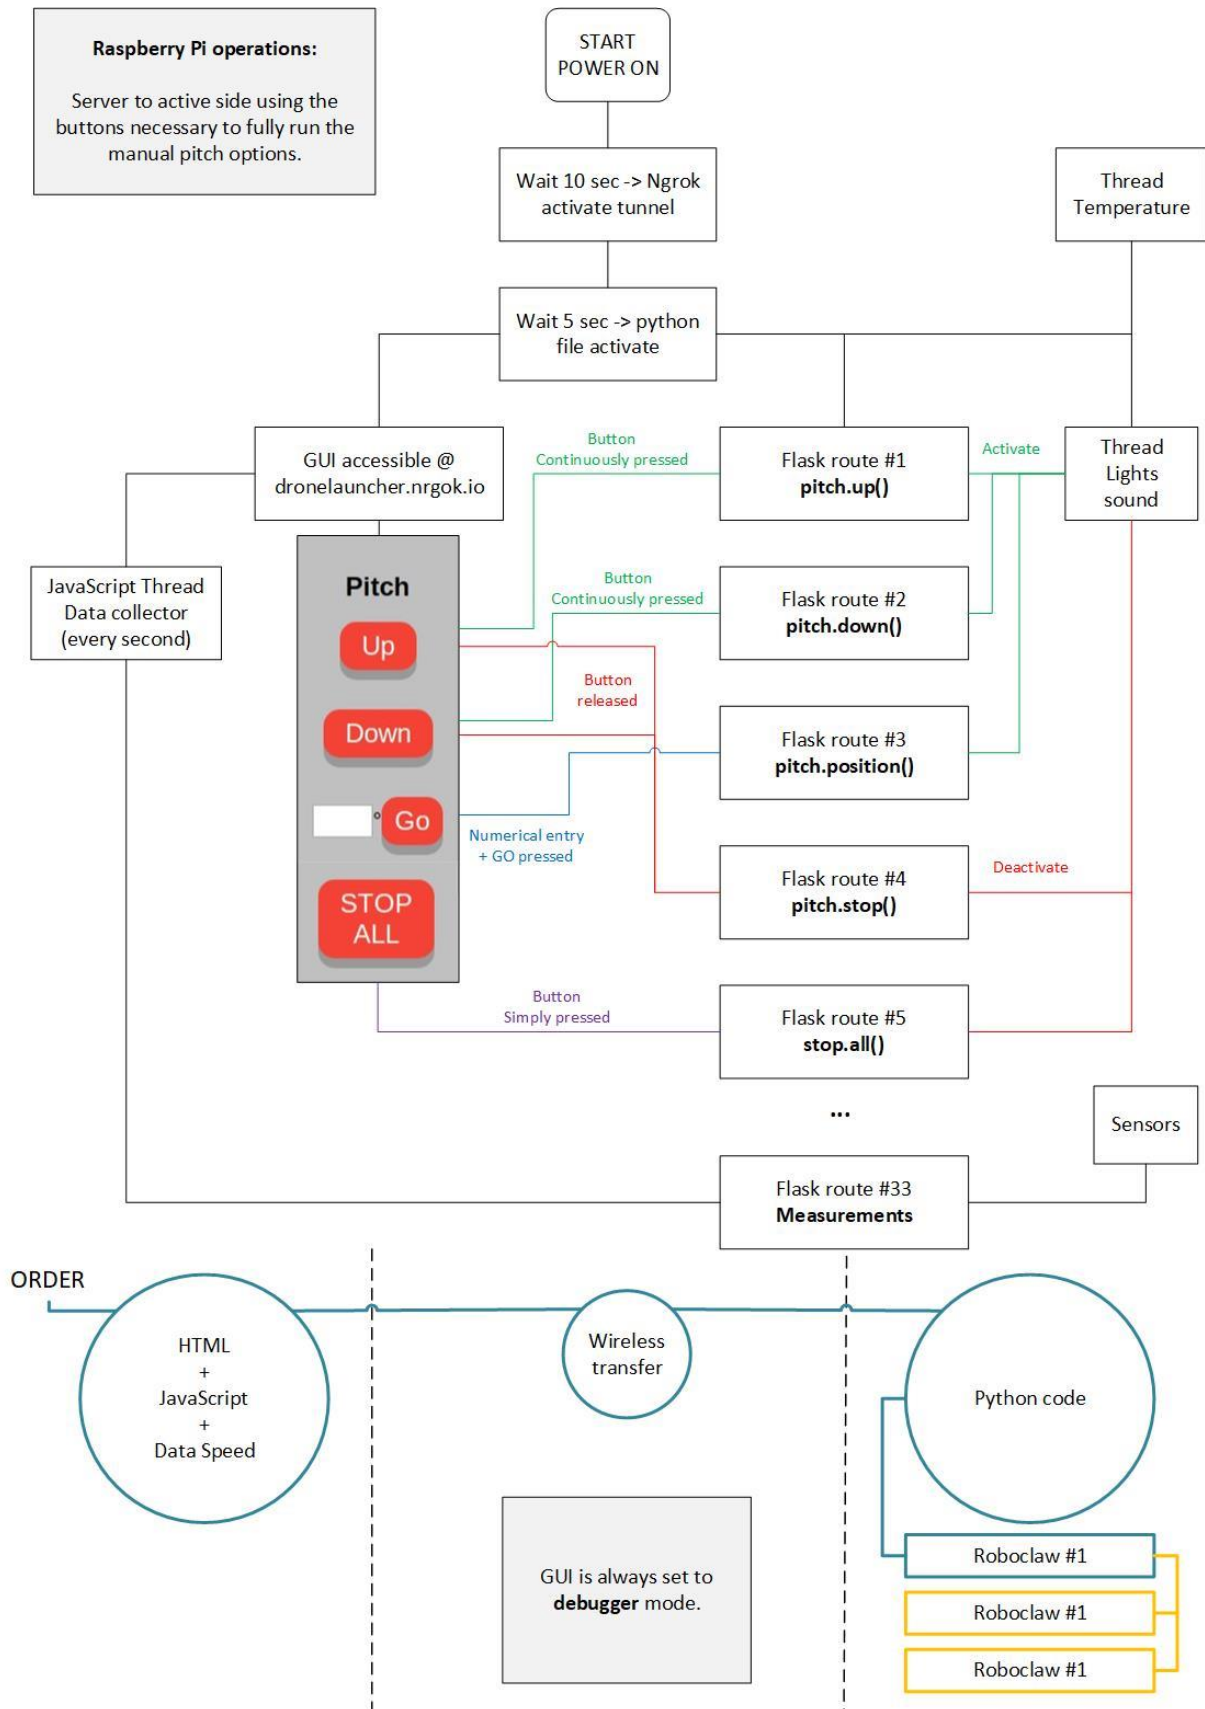 Raspberry Pi operations:
Server to active side using the
buttons necessary to fully run the
manual pitch options.
START
POWER ON
Wait 10 sec -> Ngrok
activate tunnel
Thread
Temperature
Wait 5 sec -> python
file activate
GUI accessible @
dronelauncher.nrgok.io
Button
Continuously pressed
Flask route #1
pitch.up()
Activate
Thread
Lights
sound
JavaScript Thread
Data collector
(every second)
Pitch
Up
Down
° Go
STOP
ALL
Button
Continuously pressed
Flask route #2
pitch.down()
Button
released
Flask route #3
pitch.position()
Numerical entry
+ GO pressed
Flask route #4
pitch.stop()
Deactivate
Button
Simply pressed
Flask route #5
stop.all()
...
Sensors
Flask route #33
Measurements
ORDER
HTML
+
JavaScript
+
Data Speed
Wireless
transfer
Python code
GUI is always set to
debugger mode.
Roboclaw #1
Roboclaw #1
Roboclaw #1